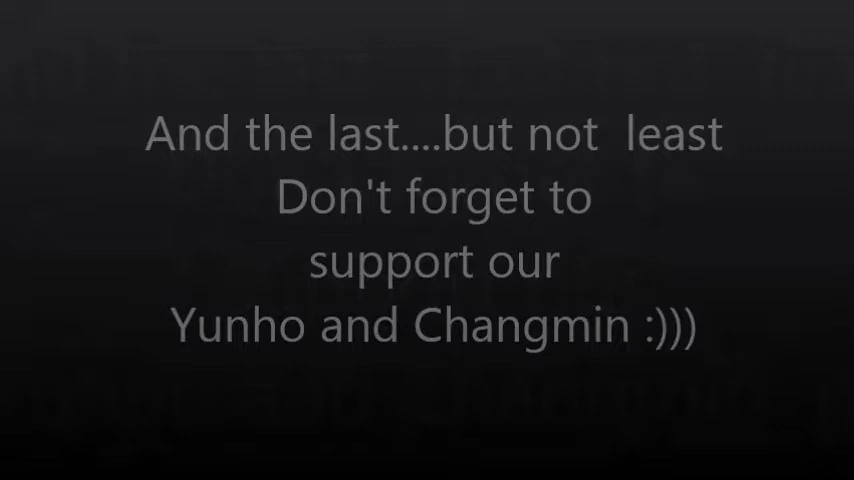 And the last....but not  least
Don't forget to
support our
Yunho and Changmin :)))